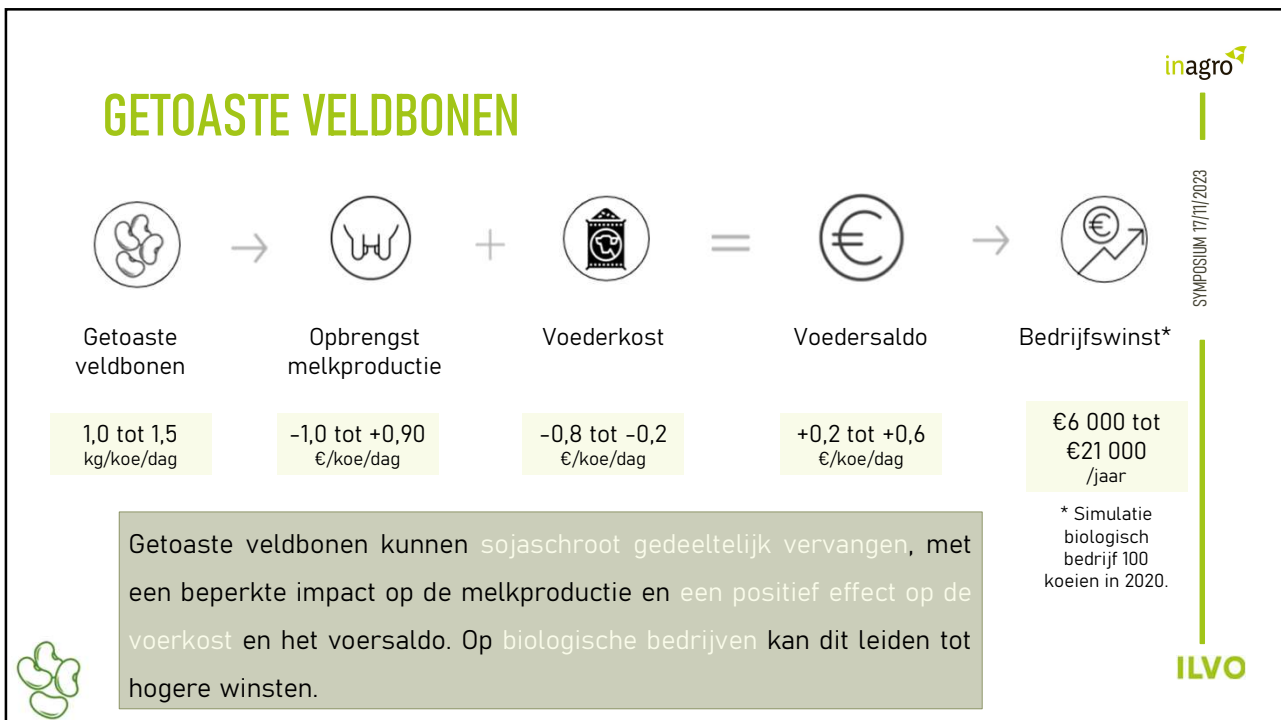 inagro
GETOASTE VELDBONEN
SYMPOSIUM 17/11/2023
Getoaste
veldbonen
1,0 tot 1,5
kg/koe/dag
Opbrengst
melkproductie
-1,0 tot +0,90
€/koe/dag
Voederkost
-0,8 tot -0,2
€/koe/dag
Voedersaldo
+0,2 tot +0,6
€/koe/dag
Bedrijfswinst*
€6 000 tot
€21 000
/jaar
* Simulatie
biologisch
bedrijf 100
koeien in 2020.
Getoaste veldbonen kunnen sojaschroot gedeeltelijk vervangen, met
een beperkte impact op de melkproductie en een positief effect op de
voerkost en het voersaldo. Op biologische bedrijven kan dit leiden tot
hogere winsten.
ILVO